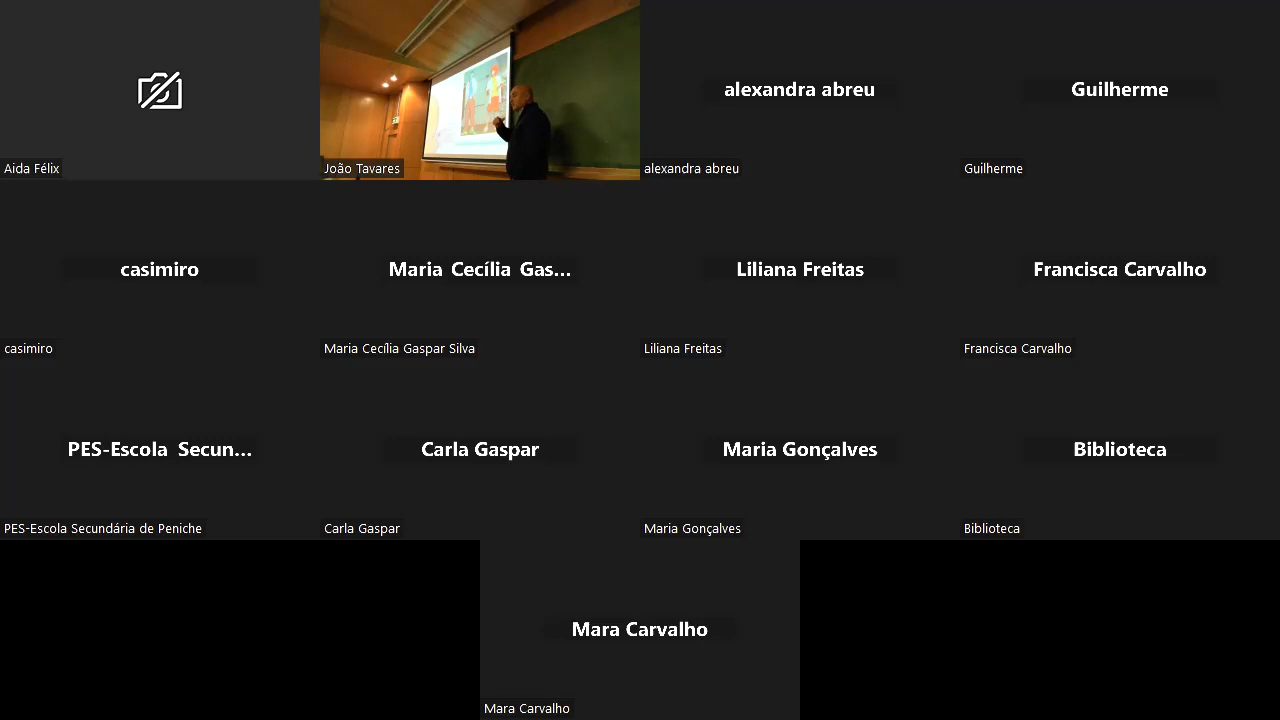 Aida Félix
João Tavares
alexandra abreu
alexandra abreu
Guilherme
Guilherme
casimiro
casimiro
Maria Cecília Gas...
Maria Cecília Gaspar Silva
Liliana Freitas
Liliana Freitas
Francisca Carvalho
Francisca Carvalho
PES-Escola Secun...
PES-Escola Secundária de Peniche
Carla Gaspar
Carla Gaspar
Maria Gonçalves
Maria Gonçalves
Biblioteca
Biblioteca
Mara Carvalho
Mara Carvalho